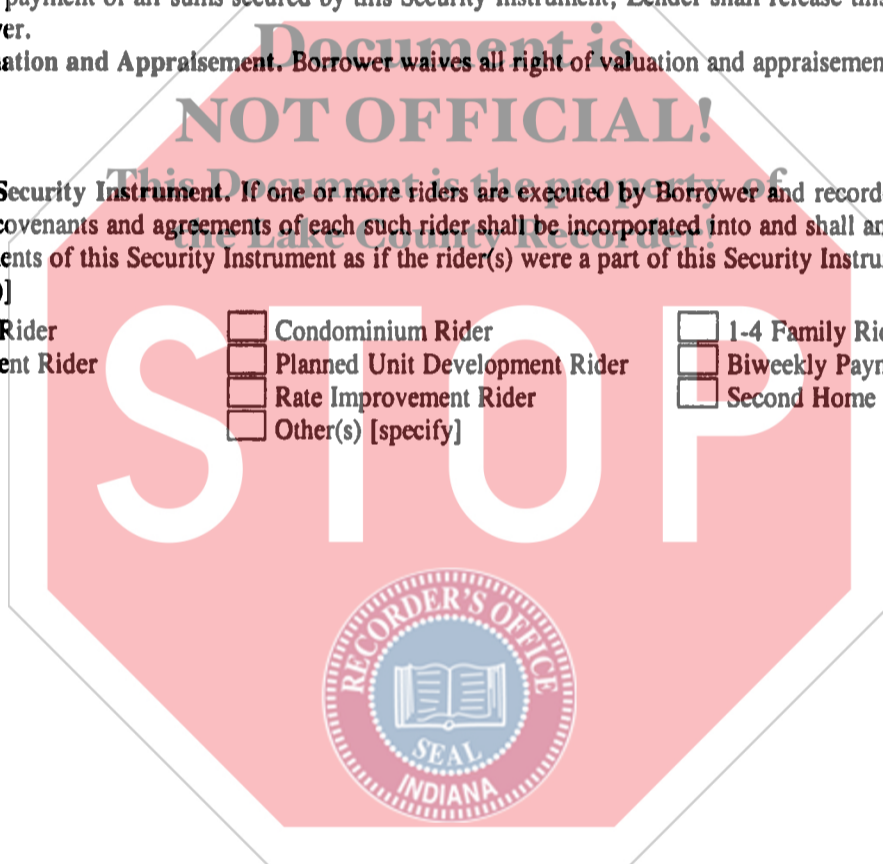 payment of all sums secured by this Security Instrument, Lender shall release this
er.
ation and Appraisement. Borrower waives all right of valuation and appraisemen
Document is
NOT OFFICIAL!
This Document is the property of
the Lake County Recorder!
Security Instrument. If one or more riders are executed by Borrower and record
covenants and agreements of each such rider shall be incorporated into and shall a
ents of this Security Instrument as if the rider(s) were a part of this Security Instru
)]
Rider Condominium Rider 1-4 Family Ri
ent Rider Planned Unit Development Rider Biweekly Payn
Rate Improvement Rider Second Home
Other(s) [specify]
STOP
RECORDER'S OFFICE
SEAL
INDIANA